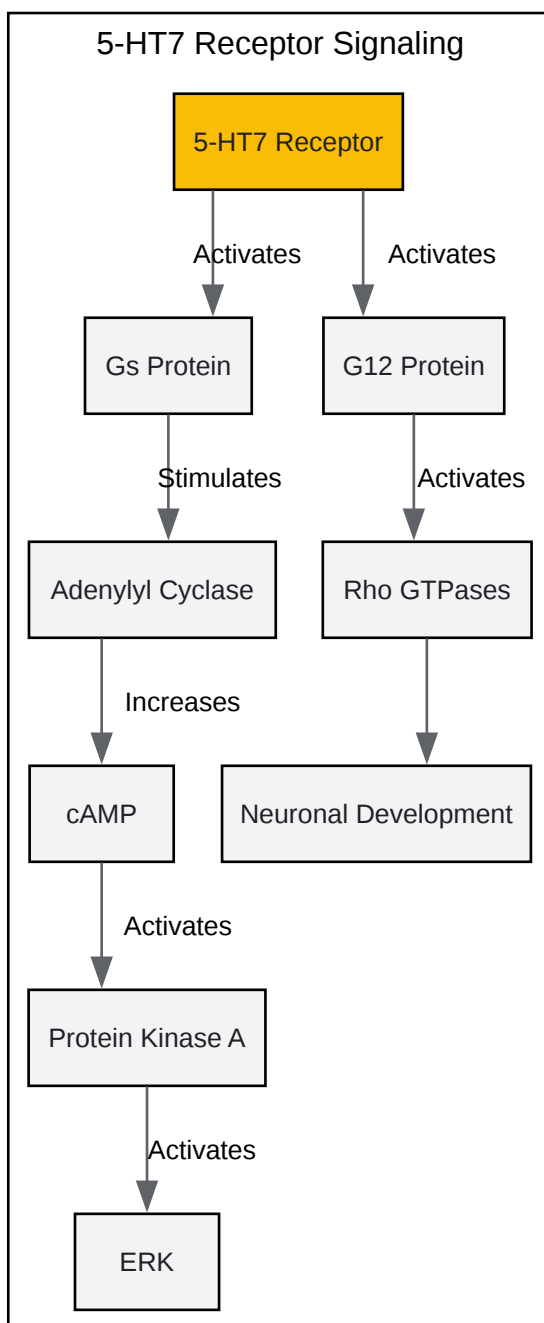 5-HT7 Receptor Signaling
5-HT7 Receptor
Activates
Activates
Gs Protein
G12 Protein
Stimulates
Activates
Adenylyl Cyclase
Rho GTPases
Increases
cAMP
Neuronal Development
Activates
Protein Kinase A
Activates
ERK